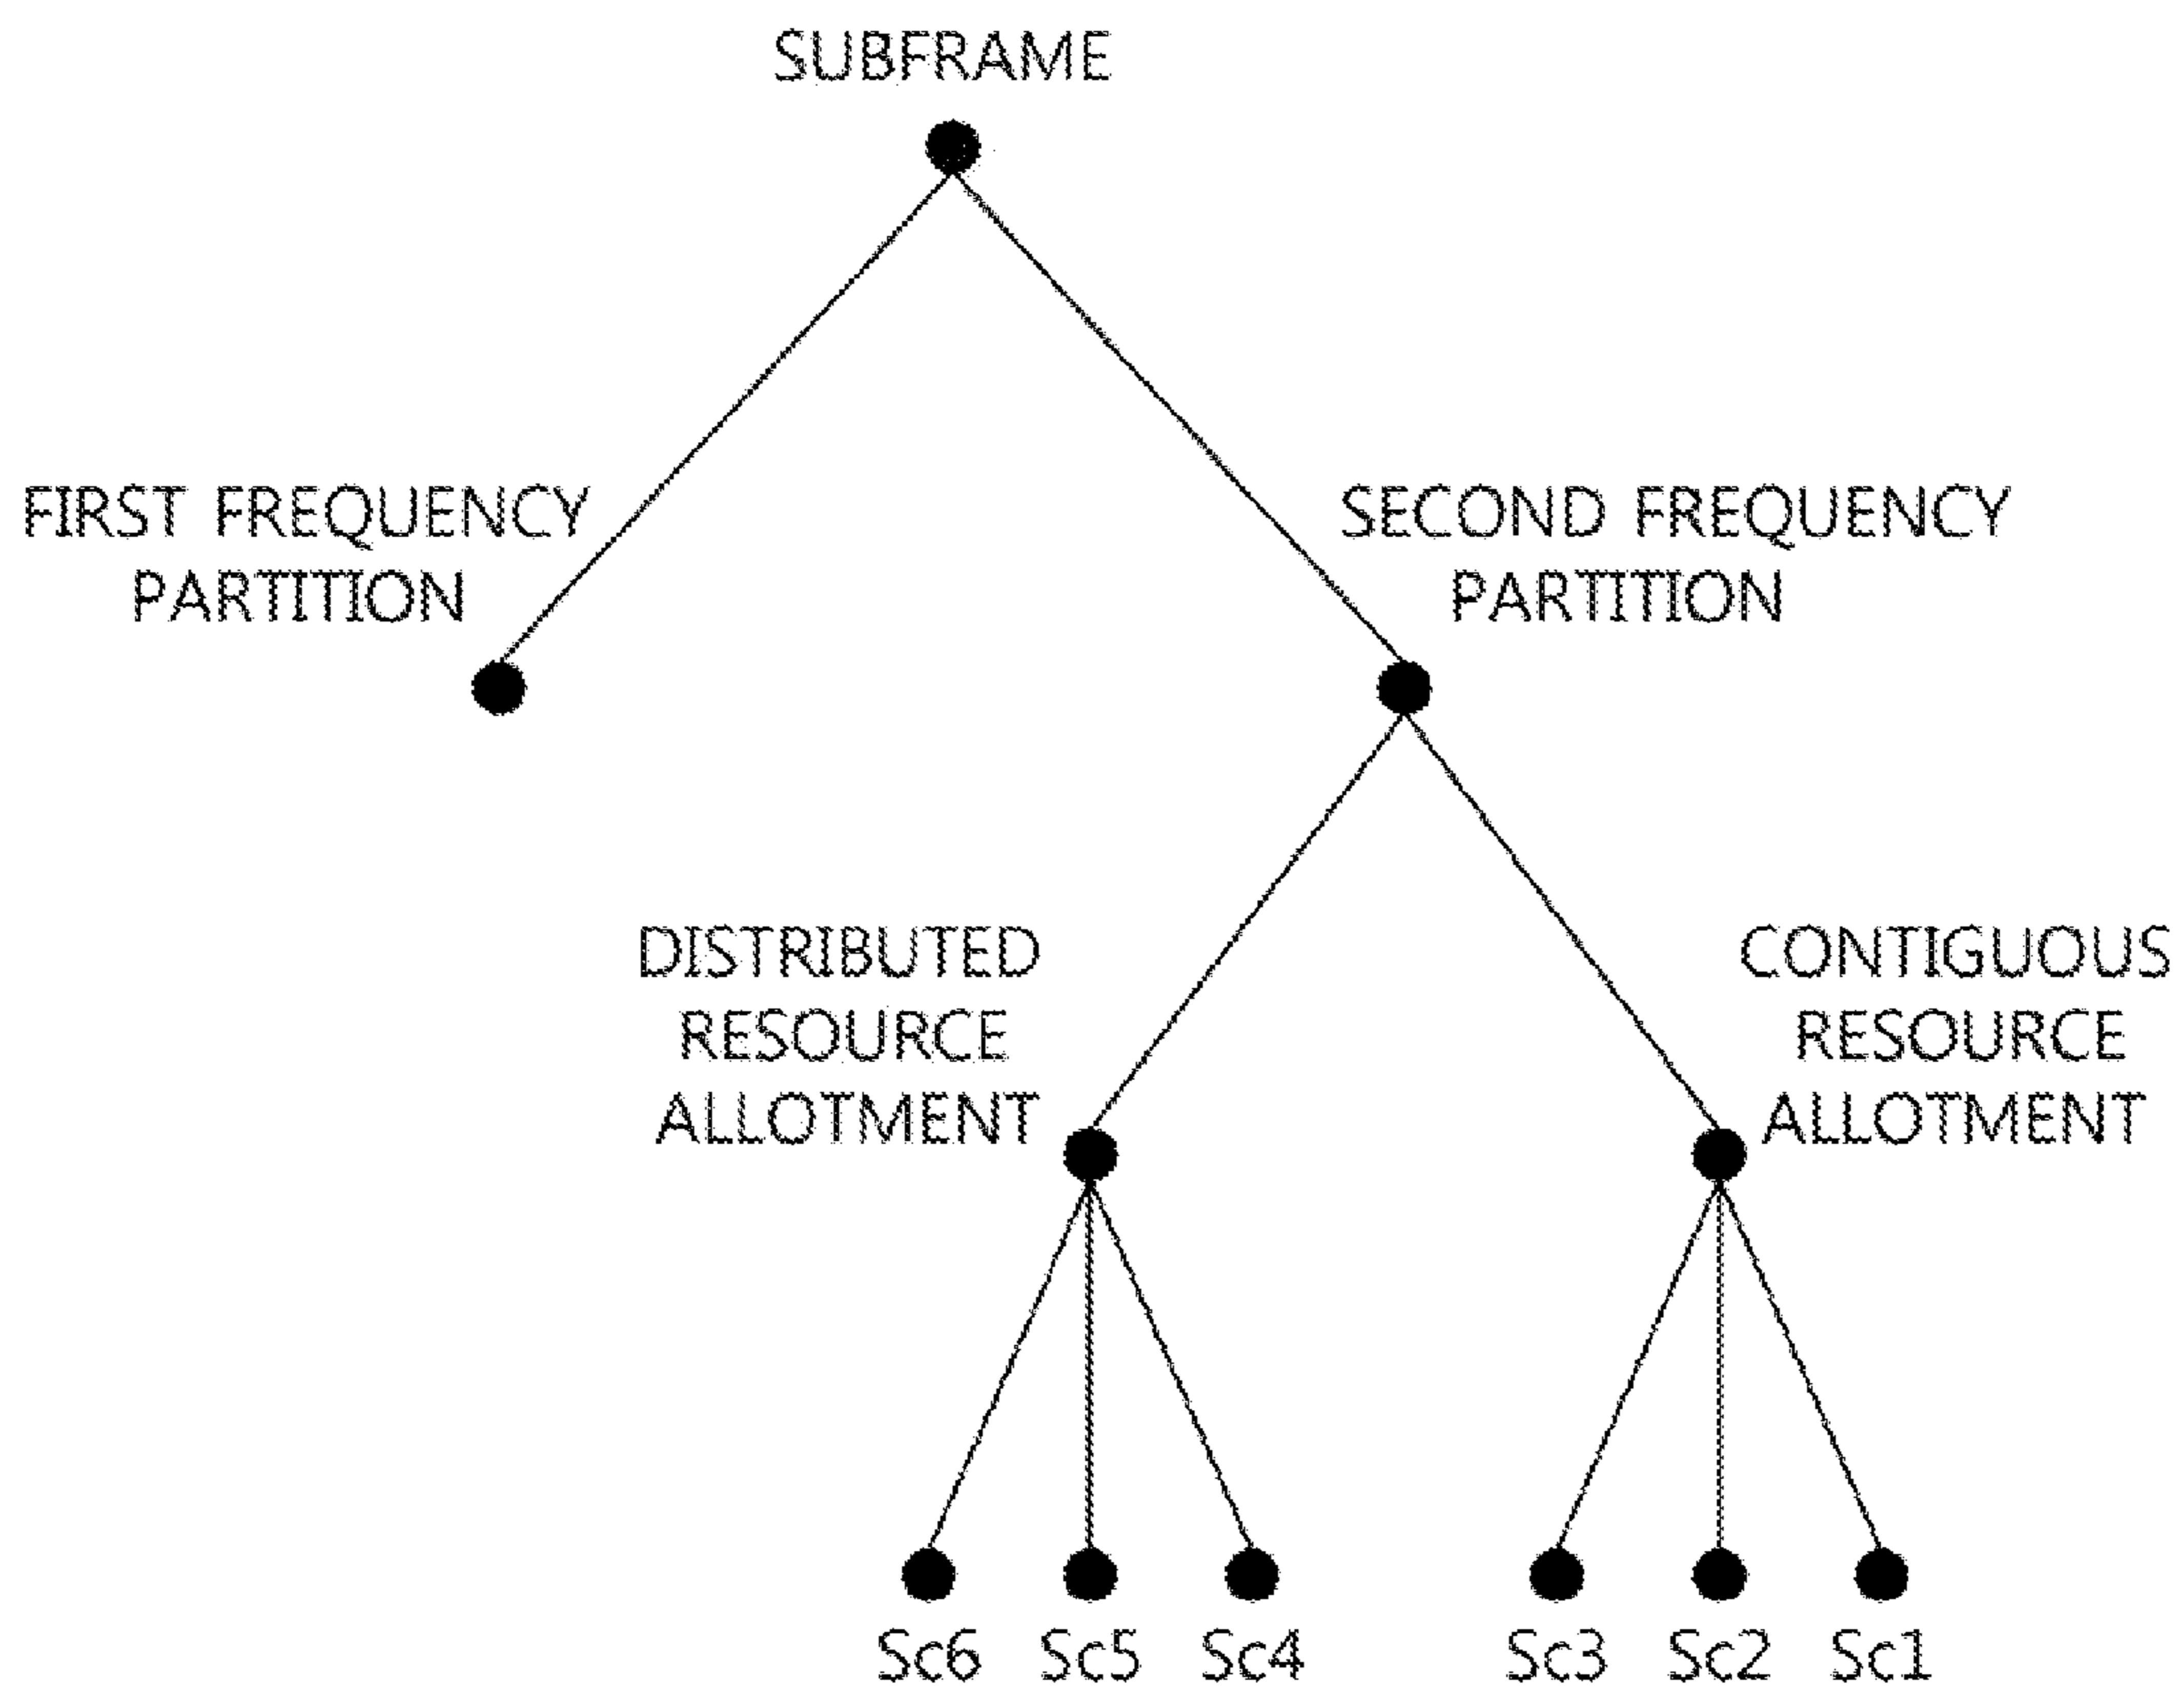 SUBFRAME
FIRST FREQUENCY
PARTITION
SECOND FREQUENCY
PARTITION
DISTRIBUTED
RESOURCE
ALLOTMENT
CONTIGUOUS
RESOURCE
ALLOTMENT
Sc6 Sc5 Sc4 Sc3 Sc2 Sc1